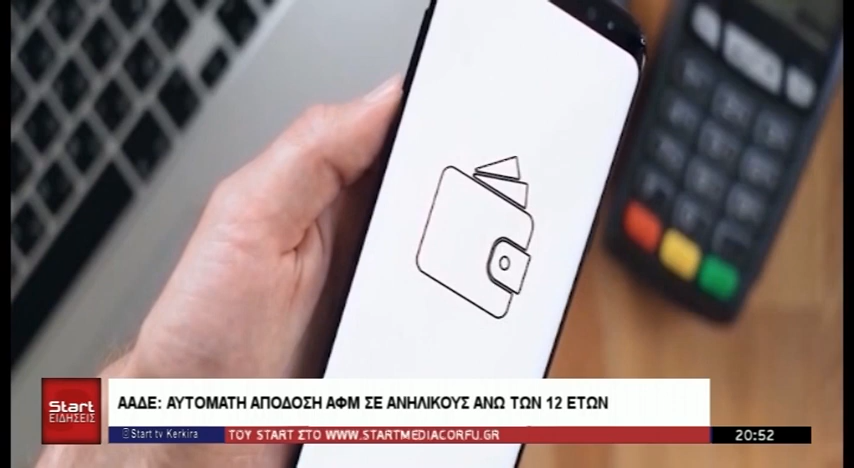 ΑΑΔΕ: ΑΥΤΟΜΑΤΗ ΑΠΟΔΟΣΗ ΑΦΜ ΣΕ ΑΝΗΛΙΚΟΥΣ ΑΝΩ ΤΩΝ 12 ΕΤΩΝ
Start
ΕΙΔΗΣΕΙΣ
@Start tv Kerkira ΤΟΥ START ΣΤΟ WWW.STARTMEDIACORFU.GR 20:52